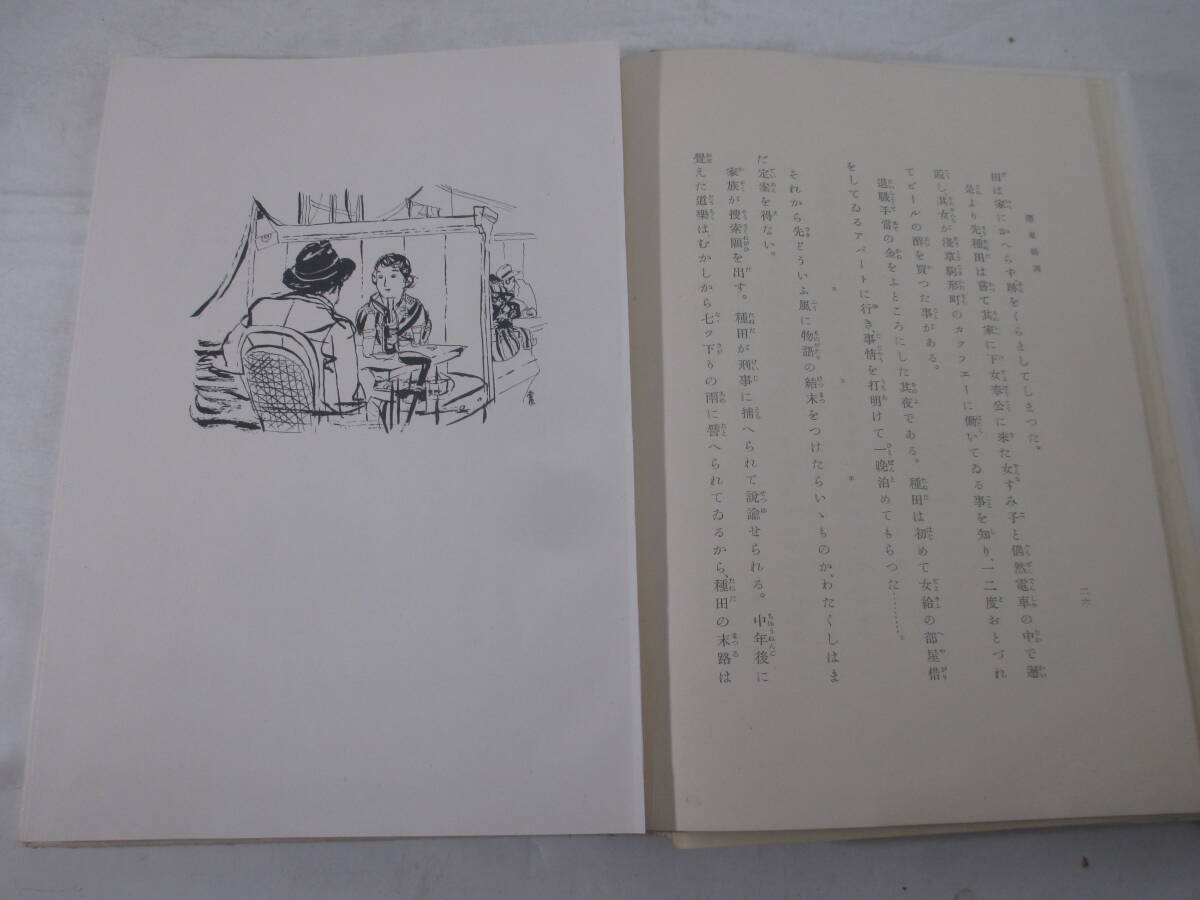 濹東綺譚
二六
田は家にかへらず跡をくらましてしまつた。
是より先種田は嘗て其家に下女奉公に來た女すみ子と偶然電車の中で邂
逅し其女が淺草駒形町のカツフエーに働いてゐる事を知り、一二度おとづれ
てビールの醉を買つた事がある。
退職手當の金をふところにした其夜である。種田は初めて女給の部屋借
をしてゐるアパートに行き、事情を打明けて一晩泊めてもらつた………。
* * *
それから先どういふ風に物語の結末をつけたらいゝものか、わたくしはま
だ定案を得ない。
家族が捜索願を出す。種田が刑事に捕へられて說諭せられる。中年後に
覺えた道樂は、むかしから七ツ下りの雨に譬へられてゐるから、種田の末路は